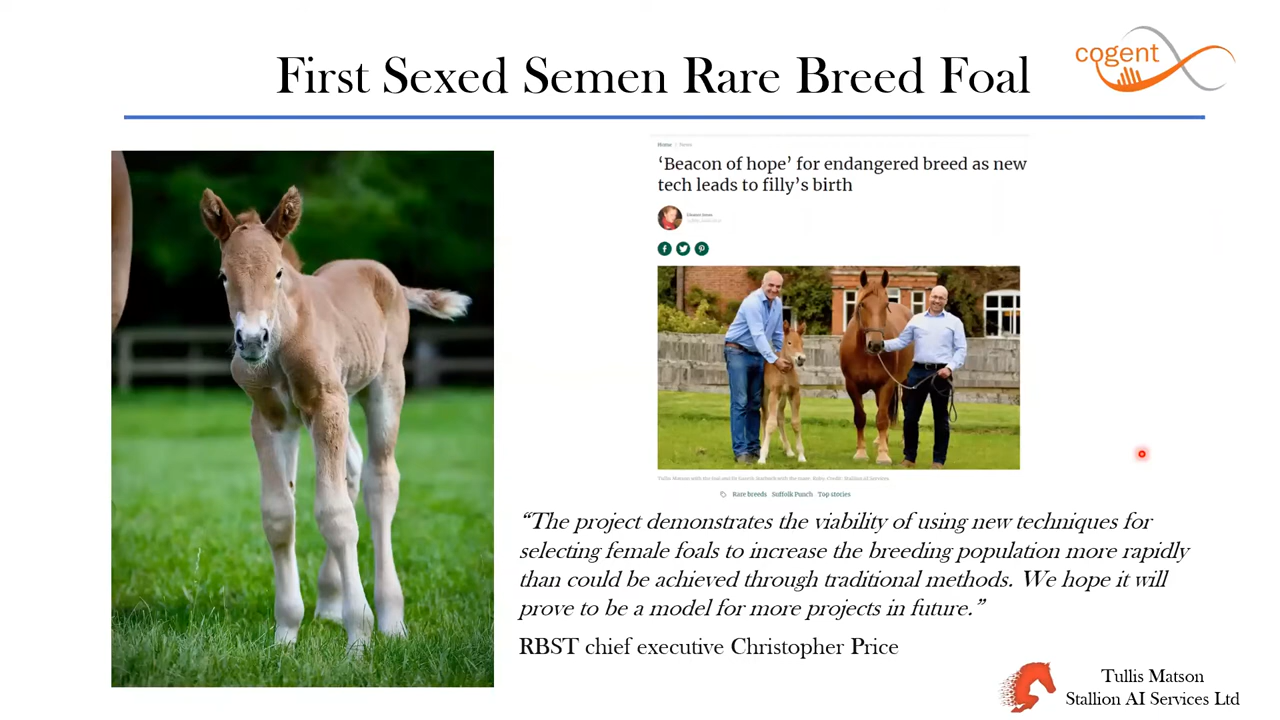 First Sexed Semen Rare Breed Foal
cogent
Home / News
‘Beacon of hope’ for endangered breed as new
tech leads to filly’s birth
Rare breeds Suffolk Punch Top stories
“The project demonstrates the viability of using new techniques for
selecting female foals to increase the breeding population more rapidly
than could be achieved through traditional methods. We hope it will
prove to be a model for more projects in future.”
RBST chief executive Christopher Price
Tullis Matson
Stallion AI Services Ltd